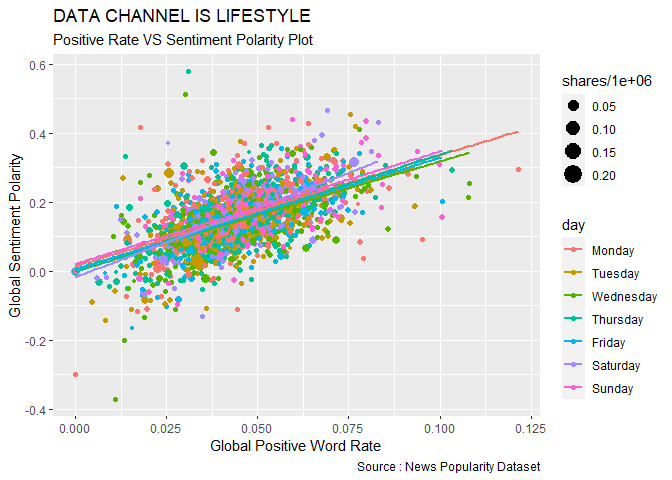 DATA CHANNEL IS LIFESTYLE
Positive Rate VS Sentiment Polarity Plot
Global Sentiment Polarity
0.6
0.4
0.2
0.0
-0.2
-0.4
0.000
0.025
0.050
0.075
0.100
0.125
Global Positive Word Rate
Source : News Popularity Dataset
shares/1e+06
0.05
0.10
0.15
0.20
day
Monday
Tuesday
Wednesday
Thursday
Friday
Saturday
Sunday